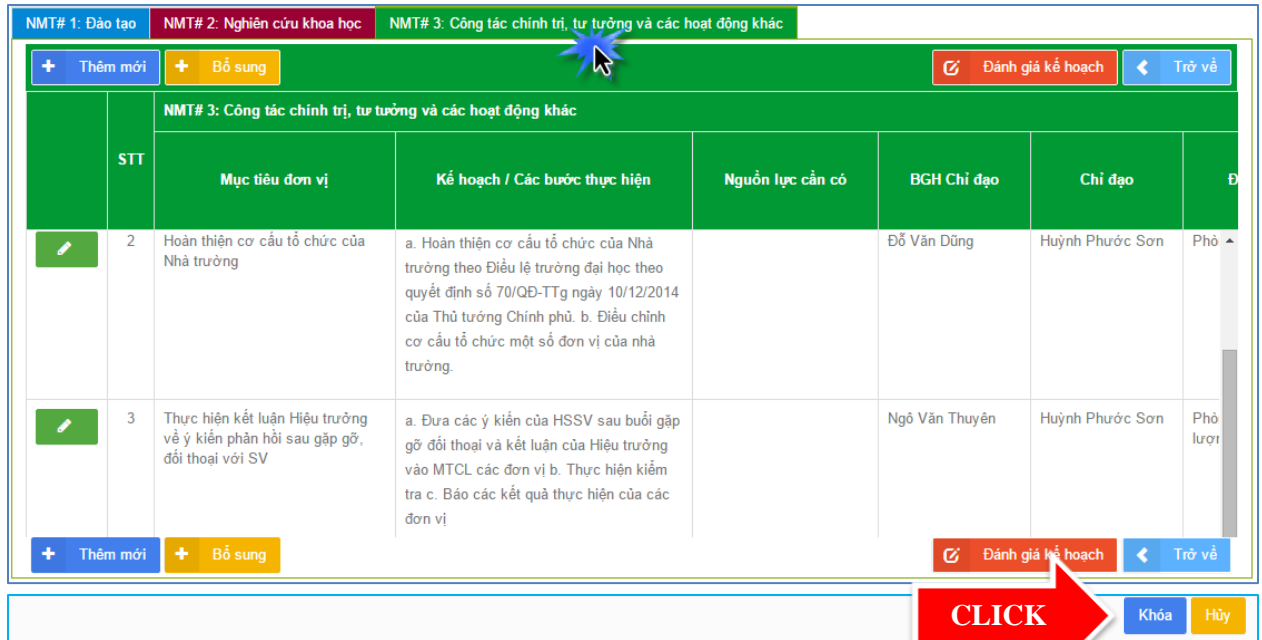 NMT# 1: Đào tạo
NMT# 2: Nghiên cứu khoa học
NMT# 3: Công tác chính trị, tư tưởng và các hoạt động khác
Thêm mới
Bổ sung
Đánh giá kế hoạch
Trở về
NMT# 3: Công tác chính trị, tư tưởng và các hoạt động khác
STT
Mục tiêu đơn vị
Kế hoạch / Các bước thực hiện
Nguồn lực cần có
BGH Chỉ đạo
Chỉ đạo
Đ
2
Hoàn thiện cơ cấu tổ chức của
Nhà trường
a. Hoàn thiện cơ cấu tổ chức của Nhà
trường theo Điều lệ trường đại học theo
quyết định số 70/QĐ-TTg ngày 10/12/2014
của Thủ tướng Chính phủ. b. Điều chỉnh
cơ cấu tổ chức một số đơn vị của nhà
trường.
Đỗ Văn Dũng
Huỳnh Phước Sơn
Phò
3
Thực hiện kết luận Hiệu trưởng
về ý kiến phản hồi sau gặp gỡ,
đối thoại với SV
a. Đưa các ý kiến của HSSV sau buổi gặp
gỡ đối thoại và kết luận của Hiệu trưởng
vào MTCL các đơn vị b. Thực hiện kiểm
tra c. Báo các kết quả thực hiện của các
đơn vị
Ngô Văn Thuyên
Huỳnh Phước Sơn
Phò
lượn
Thêm mới
Bổ sung
Đánh giá kế hoạch
Trở về
CLICK
Khóa
Hủy